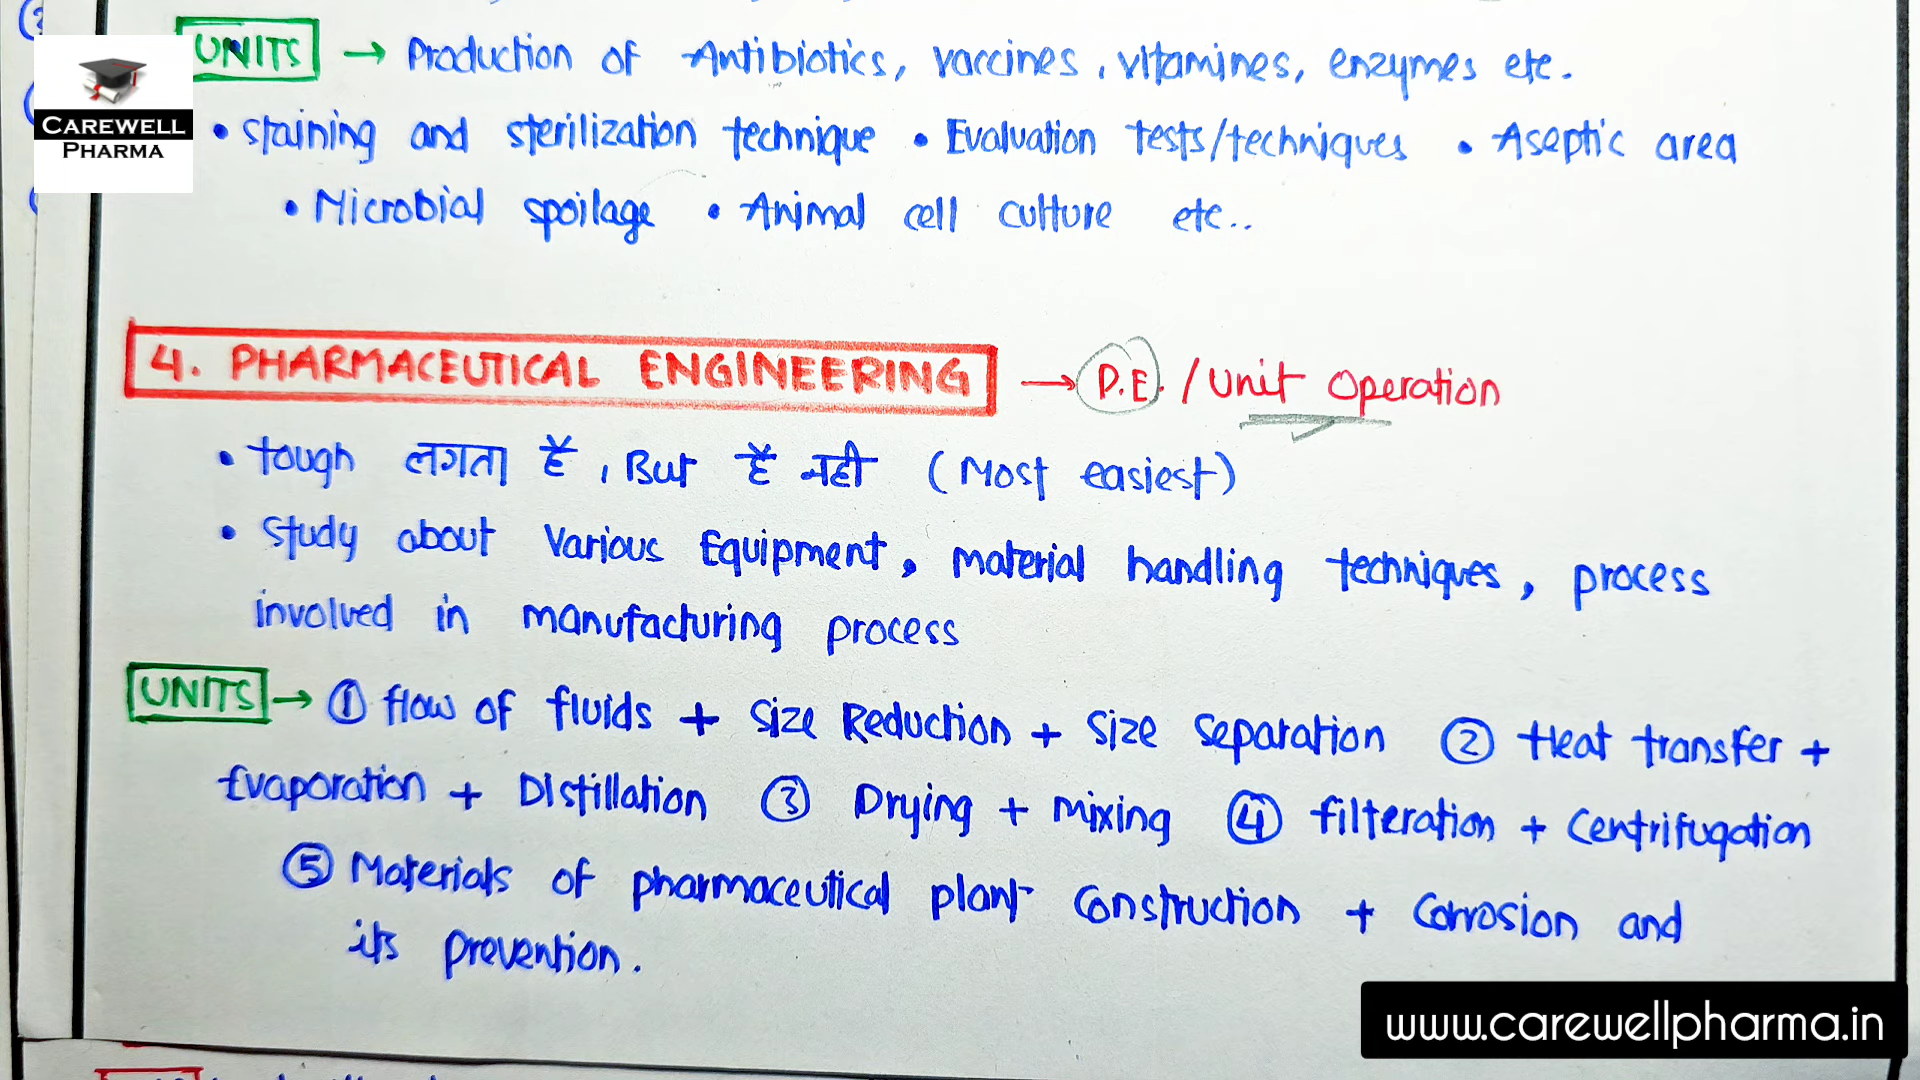 UNITS → Production of Antibiotics, vaccines, vitamines, enzymes etc.
CAREWELL
PHARMA
• Staining and sterilization technique • Evaluation tests/techniques • Aseptic area
• Microbial spoilage • Animal cell culture etc..
4. PHARMACEUTICAL ENGINEERING → P.E. / Unit Operation
• tough लगता है, But है नही (Most easiest)
• Study about Various Equipment, material handling techniques, process
involved in manufacturing process
UNITS → ① flow of fluids + Size Reduction + Size Separation ② Heat transfer +
Evaporation + Distillation ③ Drying + Mixing ④ filteration + Centrifugation
⑤ Materials of pharmaceutical plant Construction + Corrosion and
its Prevention.
www.carewellpharma.in